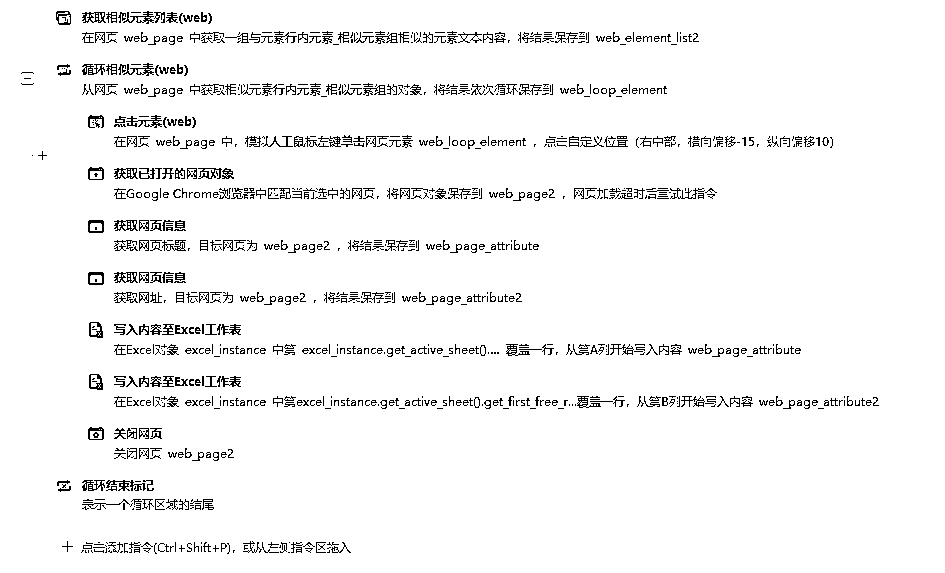 获取相似元素列表(web)
在网页 web_page 中获取一组与元素行内元素_相似元素组相似的元素文本内容，将结果保存到 web_element_list2
循环相似元素(web)
从网页 web_page 中获取相似元素行内元素_相似元素组的对象，将结果依次循环保存到 web_loop_element
点击元素(web)
在网页 web_page 中，模拟人工鼠标左键单击网页元素 web_loop_element ，点击自定义位置（右中部，横向偏移-15，纵向偏移10）
获取已打开的网页对象
在Google Chrome浏览器中匹配当前选中的网页，将网页对象保存到 web_page2 ，网页加载超时后重试此指令
获取网页信息
获取网页标题，目标网页为 web_page2 ，将结果保存到 web_page_attribute
获取网页信息
获取网址，目标网页为 web_page2 ，将结果保存到 web_page_attribute2
写入内容至Excel工作表
在Excel对象 excel_instance 中第 excel_instance.get_active_sheet().... 覆盖一行，从第A列开始写入内容 web_page_attribute
写入内容至Excel工作表
在Excel对象 excel_instance 中第excel_instance.get_active_sheet().get_first_free_r...覆盖一行，从第B列开始写入内容 web_page_attribute2
关闭网页
关闭网页 web_page2
循环结束标记
表示一个循环区域的结尾
点击添加指令(Ctrl+Shift+P)，或从左侧指令区拖入